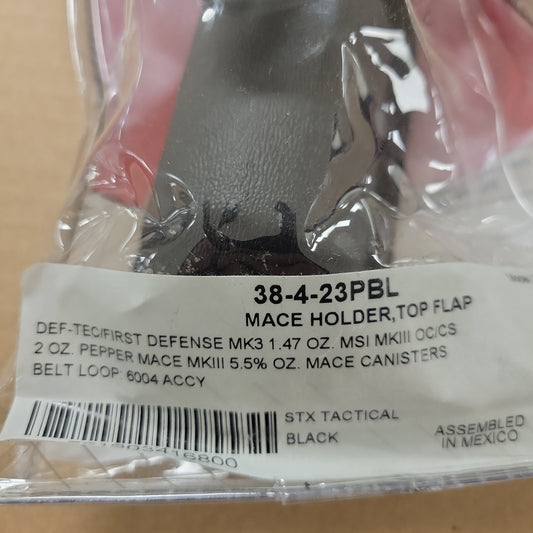 38-4-23PBL
MACE HOLDER,TOP FLAP
DEF-TEC/FIRST DEFENSE MK3 1.47 OZ. MSI MKIII OC/CS
2 OZ. PEPPER MACE MKIII 5.5% OZ. MACE CANISTERS
BELT LOOP: 6004 ACCY
STX TACTICAL
BLACK
ASSEMBLED
IN MEXICO